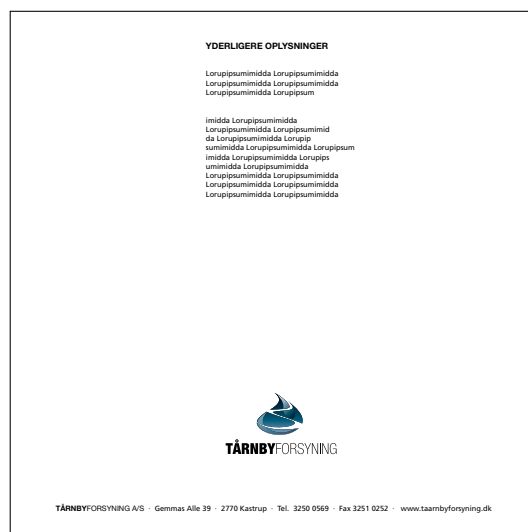 YDERLIGERE OPLYSNINGER
Lorupipsumimidda Lorupipsumimidda
Lorupipsumimidda Lorupipsumimidda
Lorupipsumimidda Lorupipsum
imidda Lorupipsumimidda
Lorupipsumimidda Lorupipsumimid
da Lorupipsumimidda Lorupip
sumimidda Lorupipsumimidda Lorupipsum
imidda Lorupipsumimidda Lorupips
umimidda Lorupipsumimidda
Lorupipsumimidda Lorupipsumimidda
Lorupipsumimidda Lorupipsumimidda
Lorupipsumimidda Lorupipsumimidda
TÅRNBYFORSYNING
TÅRNBYFORSYNING A/S · Gemmas Alle 39 · 2770 Kastrup · Tel. 3250 0569 · Fax 3251 0252 · www.taarnbyforsyning.dk